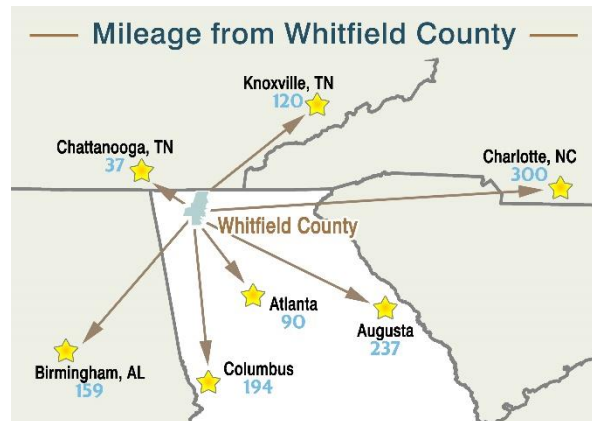 Mileage from Whitfield County
Knoxville, TN
120
Chattanooga, TN
37
Charlotte, NC
300
Whitfield County
Atlanta
90
Augusta
237
Birmingham, AL
159
Columbus
194